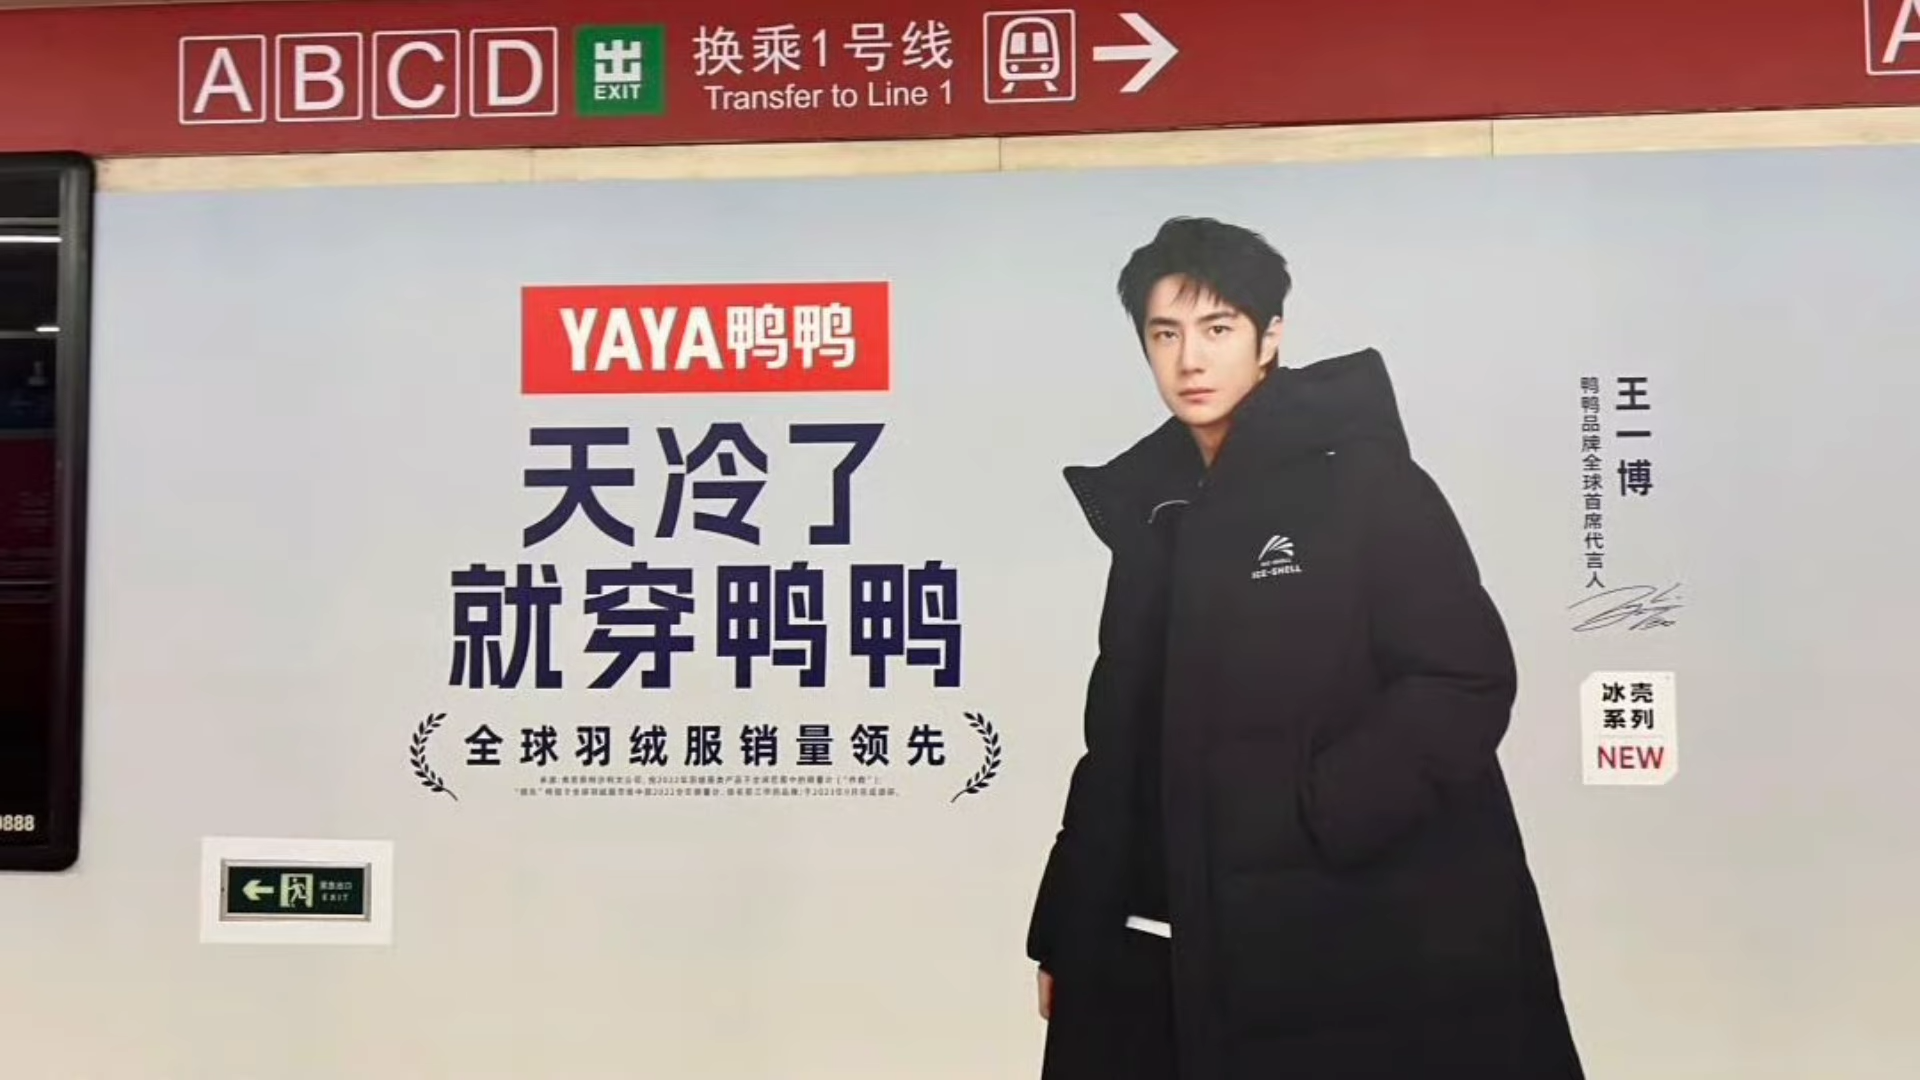 A B C D 出 EXIT 换乘1号线
Transfer to Line 1
YAYA鸭鸭
天冷了
就穿鸭鸭
全球羽绒服销量领先
王一博
鸭鸭品牌全球首席代言人
ICE-SHELL
冰壳
系列
NEW
EXIT